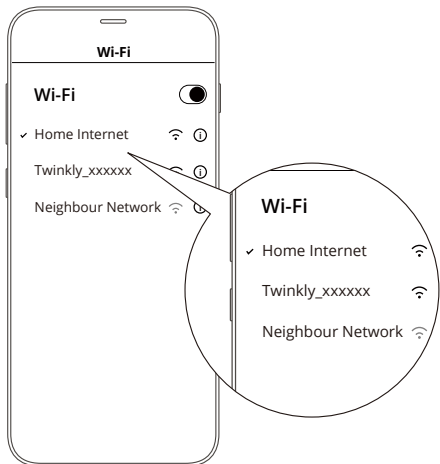 Wi-Fi
Wi-Fi
Home Internet
Twinkly_xxxxxx
Neighbour Network
Wi-Fi
Home Internet
Twinkly_xxxxxx
Neighbour Network